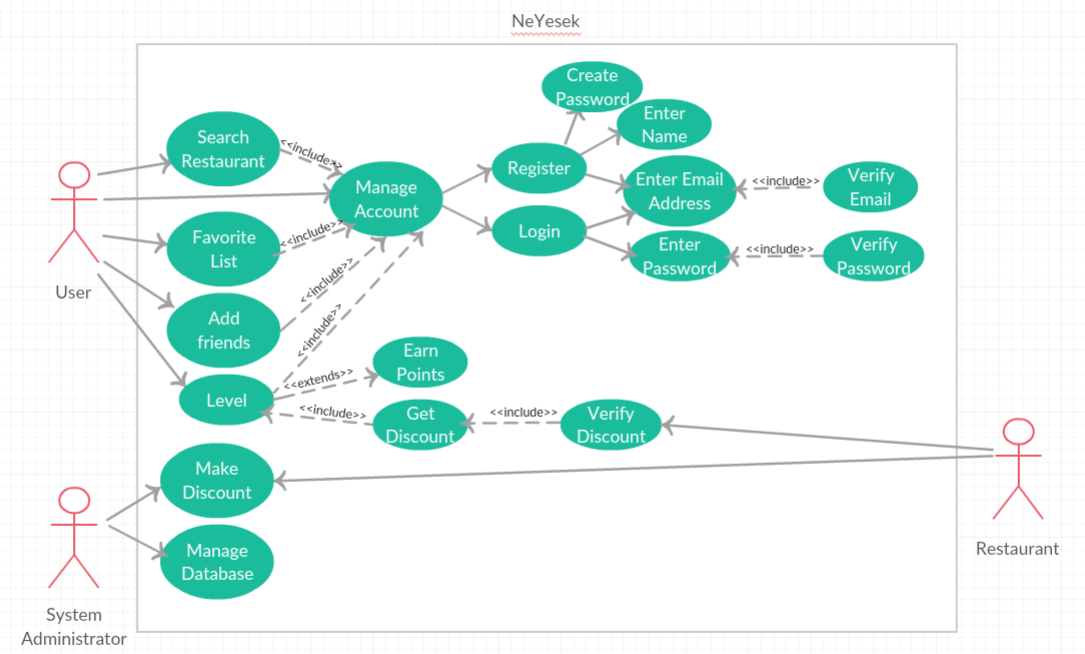 NeYesek
Create
Password
Enter
Name
Search
Restaurant
<<include>>
Manage
Account
Register
Enter Email
Address
<<include>>
Verify
Email
Favorite
List
<<include>>
Login
Enter
Password
<<include>>
Verify
Password
User
Add
friends
<<include>>
<<include>>
Level
<<extends>>
Earn
Points
<<include>>
Get
Discount
<<include>>
Verify
Discount
Make
Discount
Manage
Database
System
Administrator
Restaurant